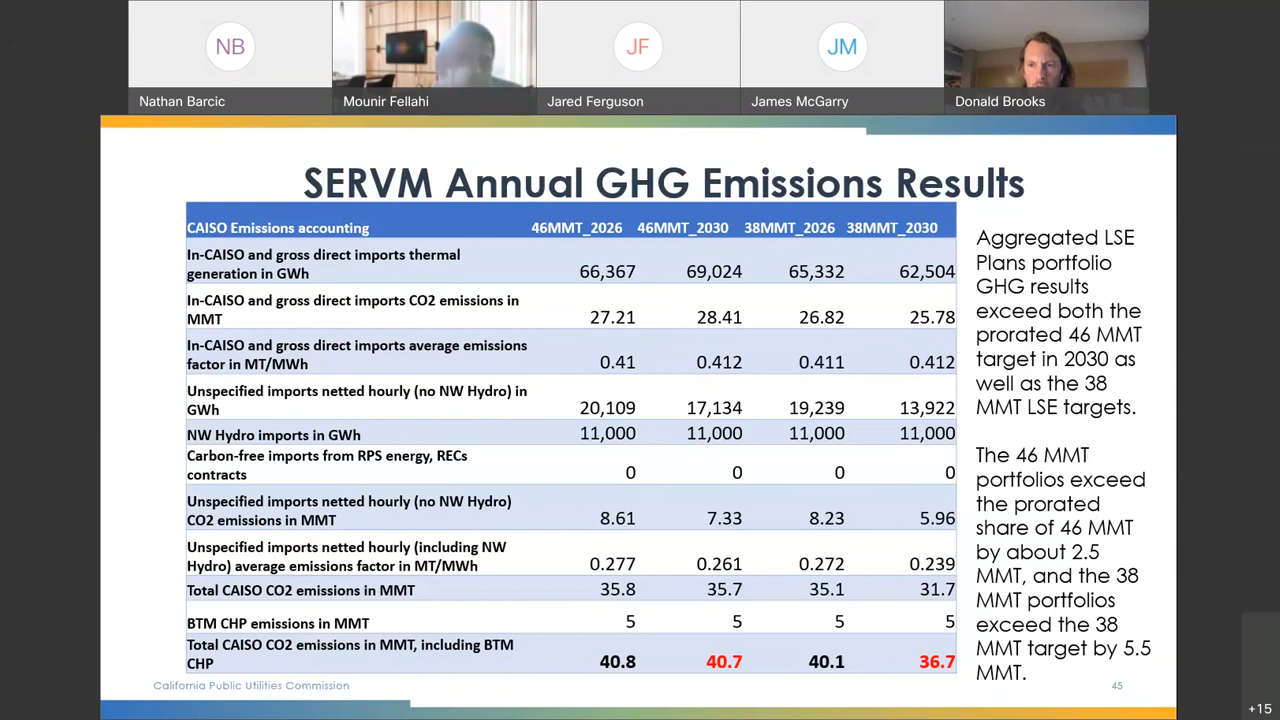 NB
JF
JM
Nathan Barcic
Mounir Fellahi
Jared Ferguson
James McGarry
Donald Brooks
SERVM Annual GHG Emissions Results
CAISO Emissions accounting 46MMT_2026 46MMT_2030 38MMT_2026 38MMT_2030
In-CAISO and gross direct imports thermal
generation in GWh 66,367 69,024 65,332 62,504
In-CAISO and gross direct imports CO2 emissions in
MMT 27.21 28.41 26.82 25.78
In-CAISO and gross direct imports average emissions
factor in MT/MWh 0.41 0.412 0.411 0.412
Unspecified imports netted hourly (no NW Hydro) in
GWh 20,109 17,134 19,239 13,922
NW Hydro imports in GWh 11,000 11,000 11,000 11,000
Carbon-free imports from RPS energy, RECs
contracts 0 0 0 0
Unspecified imports netted hourly (no NW Hydro)
CO2 emissions in MMT 8.61 7.33 8.23 5.96
Unspecified imports netted hourly (including NW
Hydro) average emissions factor in MT/MWh 0.277 0.261 0.272 0.239
Total CAISO CO2 emissions in MMT 35.8 35.7 35.1 31.7
BTM CHP emissions in MMT 5 5 5 5
Total CAISO CO2 emissions in MMT, including BTM
CHP 40.8 40.7 40.1 36.7
Aggregated LSE
Plans portfolio
GHG results
exceed both the
prorated 46 MMT
target in 2030 as
well as the 38
MMT LSE targets.
The 46 MMT
portfolios exceed
the prorated
share of 46 MMT
by about 2.5
MMT, and the 38
MMT portfolios
exceed the 38
MMT target by 5.5
MMT.
California Public Utilities Commission
45
+15